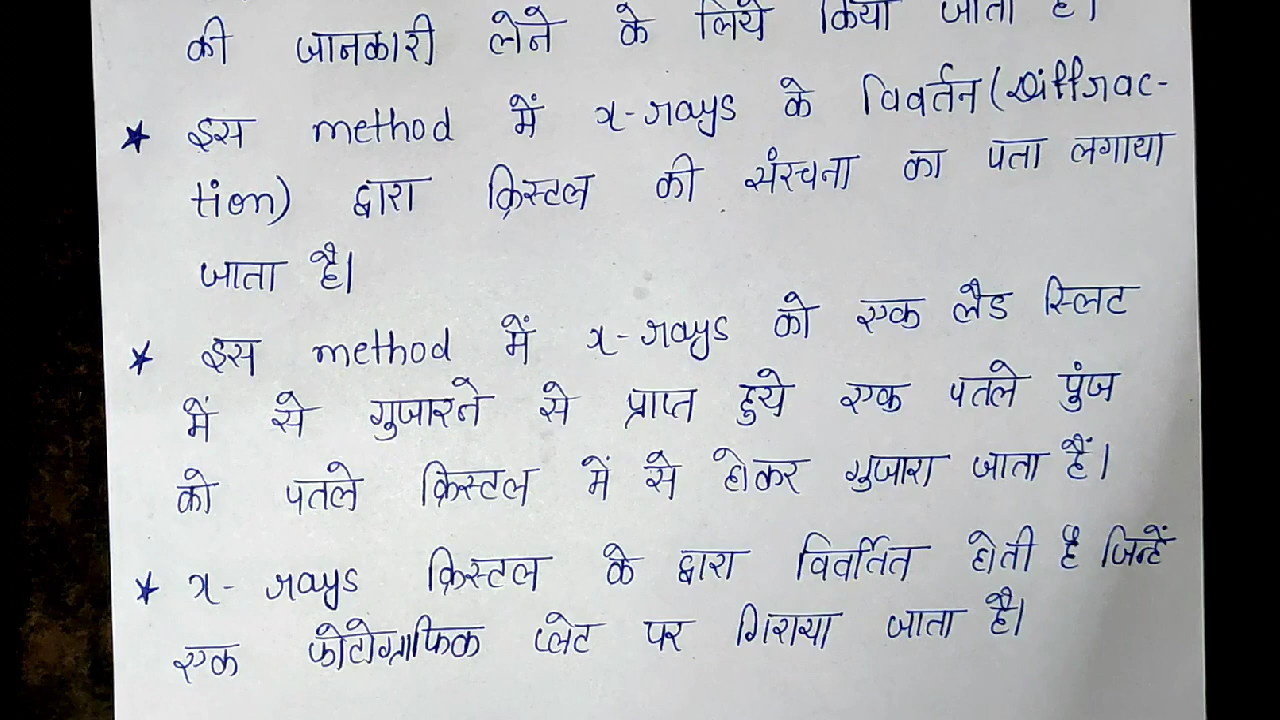 की जानकारी लेने के लिये किया जाता है।
★ इस method में x-rays के विवर्तन (Diffrac-
tion) द्वारा क्रिस्टल की संरचना का पता लगाया
जाता है।
★ इस method में x-rays को एक लैड स्लिट
में से गुजारने से प्राप्त हुये एक पतले पुंज
को पतले क्रिस्टल में से होकर गुजारा जाता हैं।
★ x-rays क्रिस्टल के द्वारा विवर्तित होती है जिन्हें
एक फोटोग्राफिक प्लेट पर गिराया जाता है।